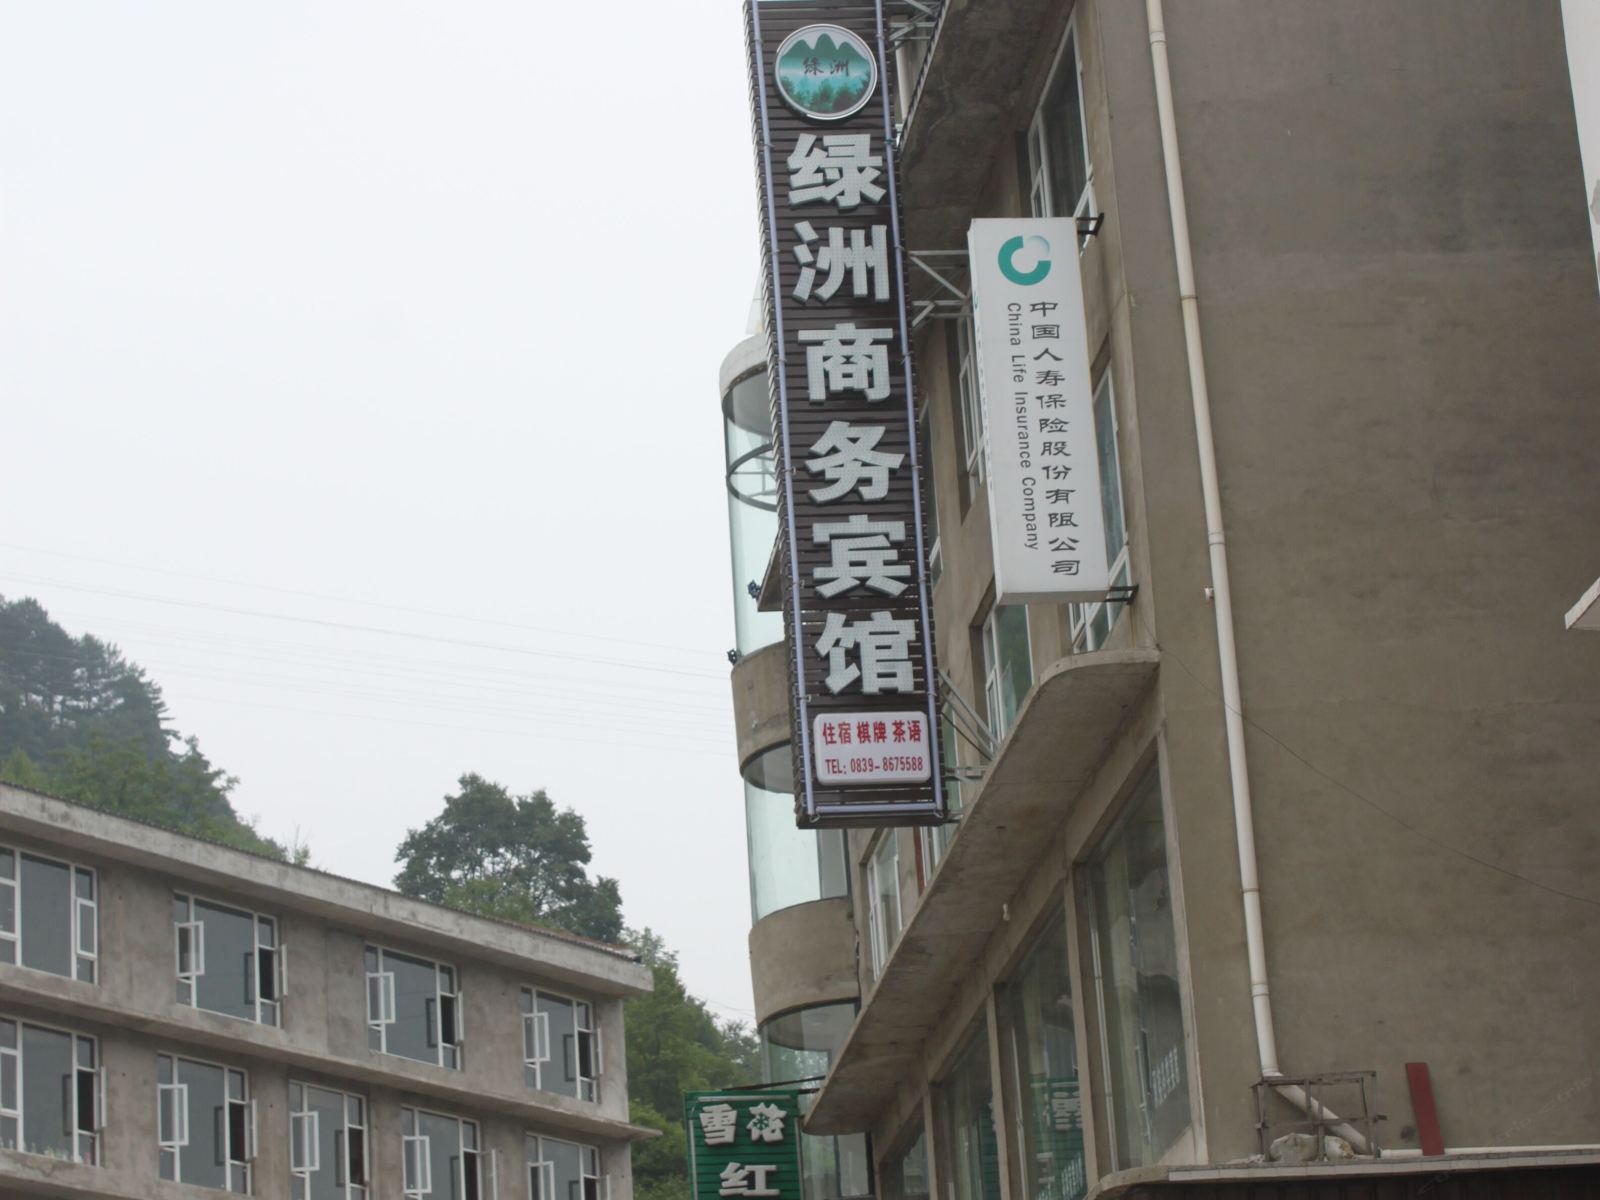 绿洲
绿洲商务宾馆
住宿 棋牌 茶语
TEL: 0839-8675588
中国人寿保险股份有限公司
China Life Insurance Company
雪花
红